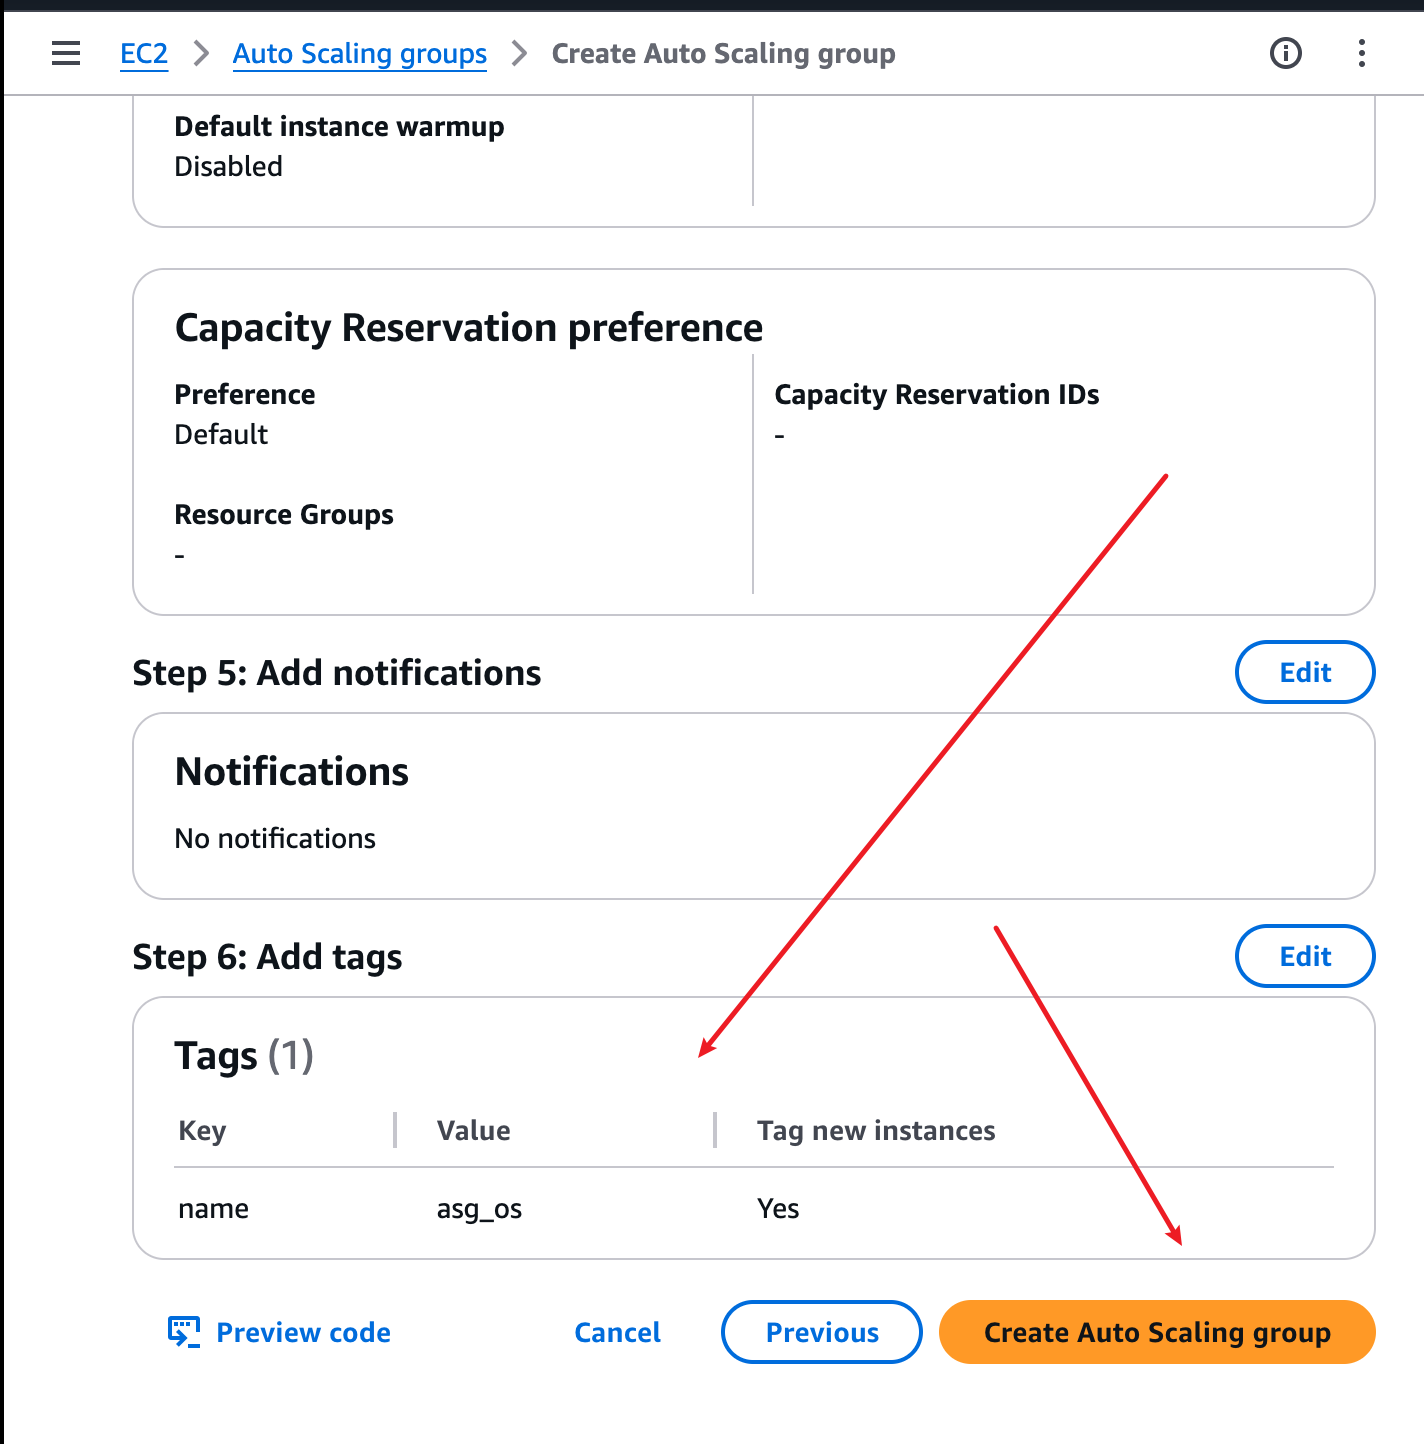 EC2 > Auto Scaling groups > Create Auto Scaling group
Default instance warmup
Disabled
Capacity Reservation preference
Preference
Default
Capacity Reservation IDs
-
Resource Groups
-
Step 5: Add notifications
Edit
Notifications
No notifications
Step 6: Add tags
Edit
Tags (1)
Key Value Tag new instances
name asg_os Yes
Preview code Cancel Previous Create Auto Scaling group